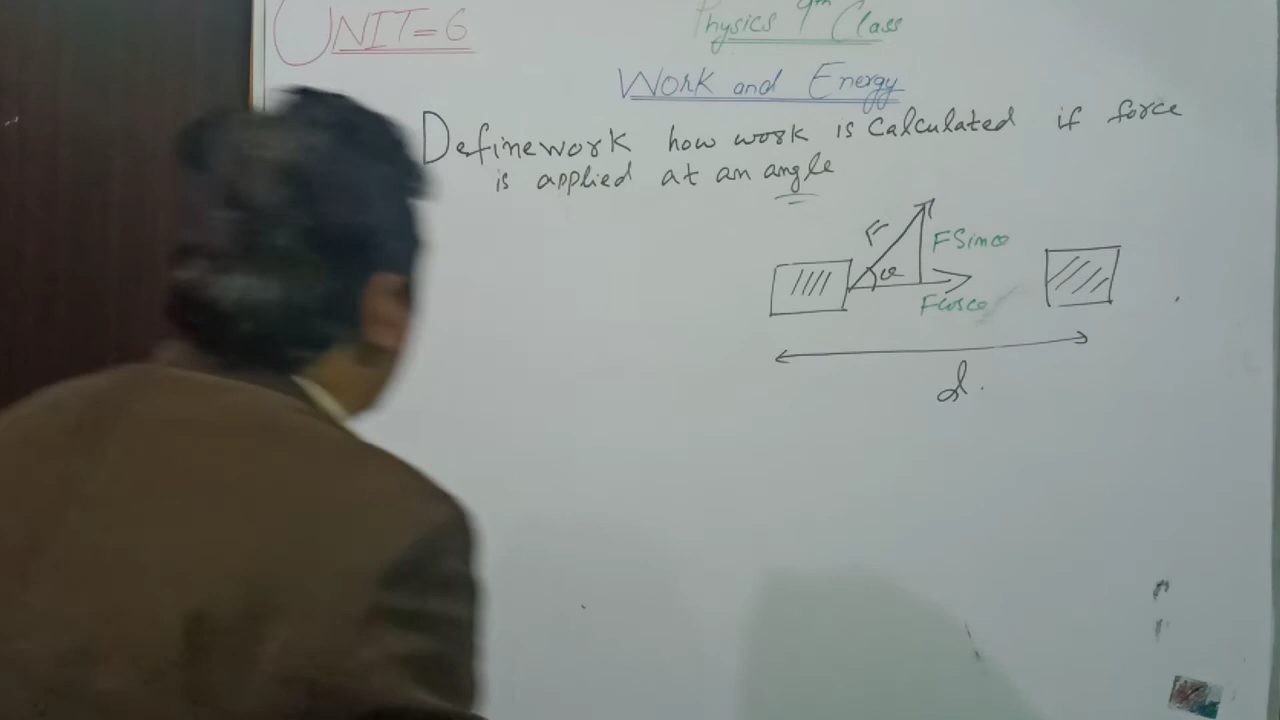 UNIT=6
Physics 9th Class
Work and Energy
Define work how work is Calculated if force
is applied at an angle
F
FSinθ
θ
Fcosθ
d.